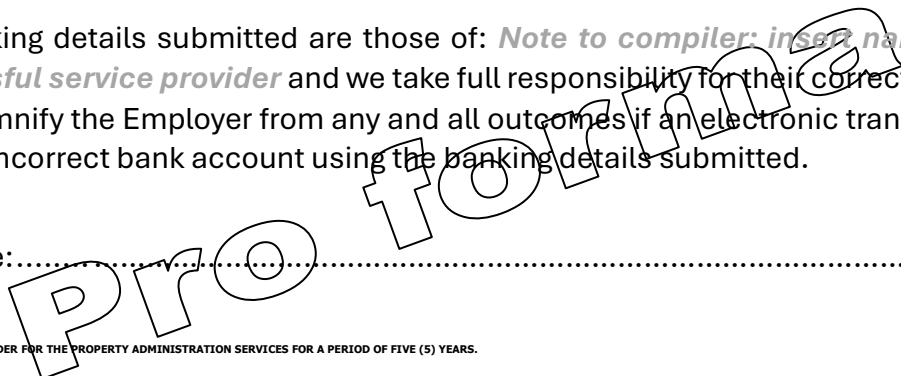 king details submitted are those of: Note to compiler: insert na
sful service provider and we take full responsibility for their correct
mnify the Employer from any and all outcomes if an electronic tran
ncorrect bank account using the banking details submitted.
e:..........................................................................................
DER FOR THE PROPERTY ADMINISTRATION SERVICES FOR A PERIOD OF FIVE (5) YEARS.
Pro forma